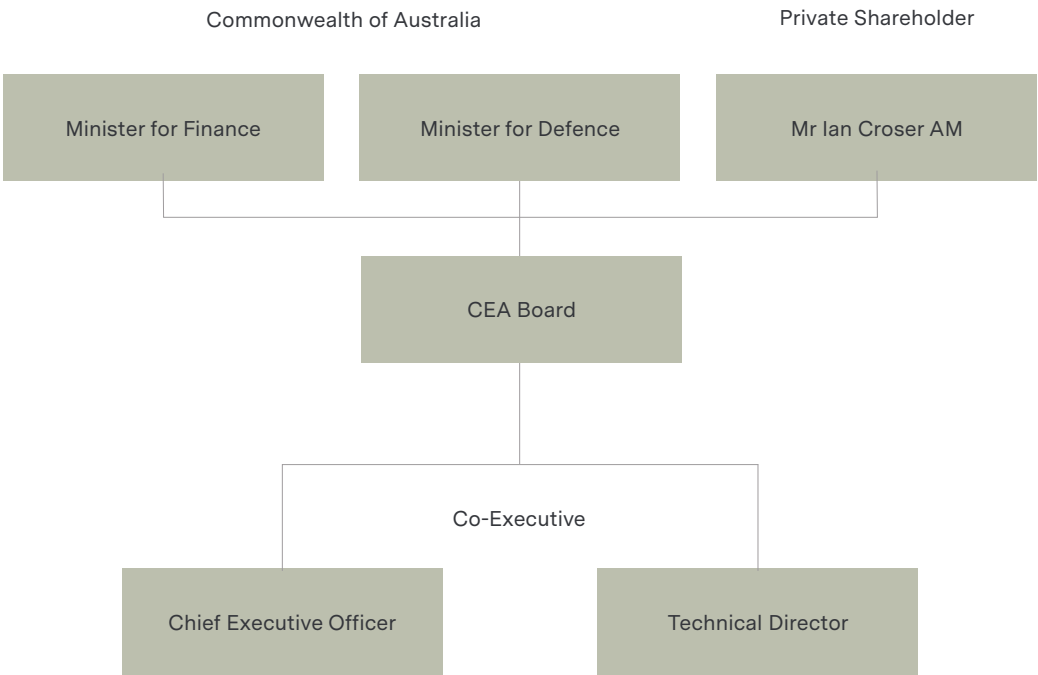 Commonwealth of Australia
Private Shareholder
Minister for Finance
Minister for Defence
Mr Ian Croser AM
CEA Board
Co-Executive
Chief Executive Officer
Technical Director